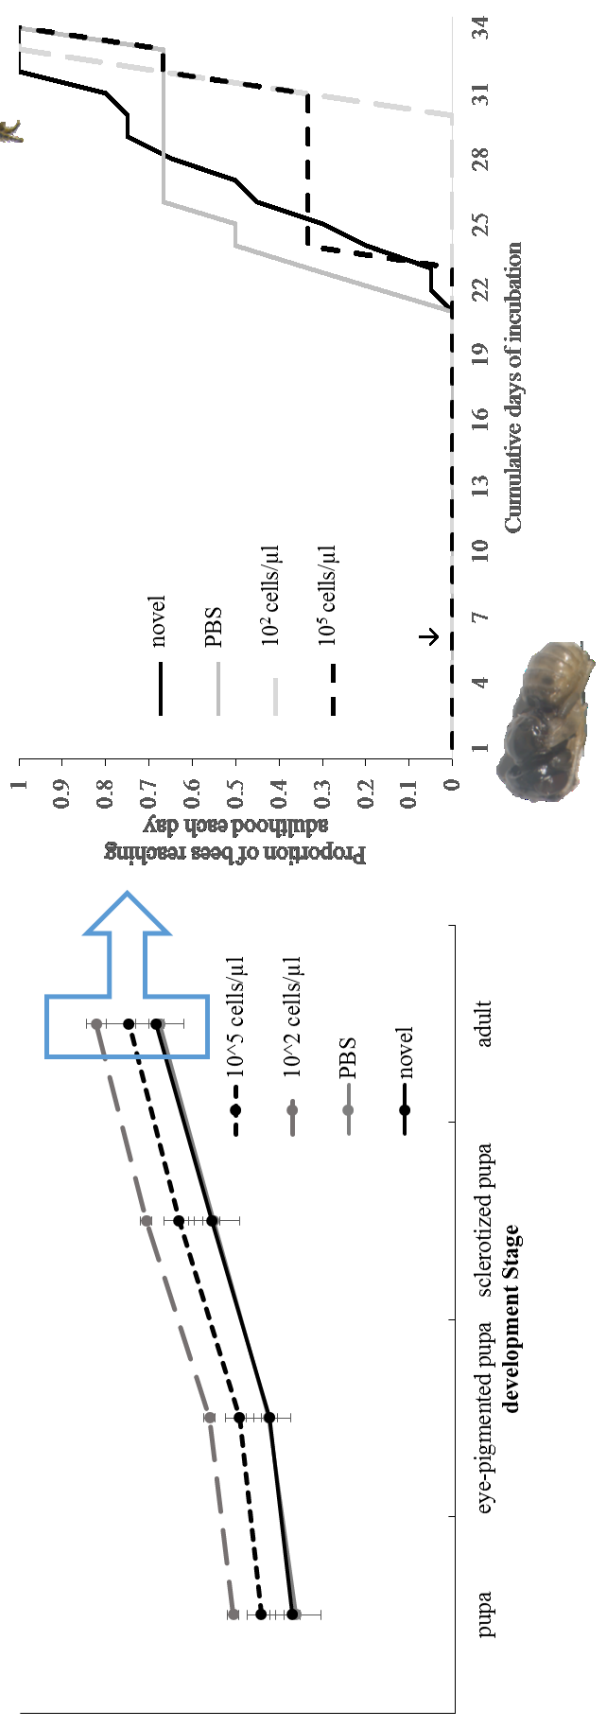 10^5 cells/µl
10^2 cells/µl
PBS
novel
pupa
eye-pigmented pupa
sclerotized pupa
adult
development Stage
Proportion of bees reaching
adulthood each day
1
0.9
0.8
0.7
0.6
0.5
0.4
0.3
0.2
0.1
0
novel
PBS
10² cells/µl
10⁵ cells/µl
1 4 7 10 13 16 19 22 25 28 31 34
Cumulative days of incubation